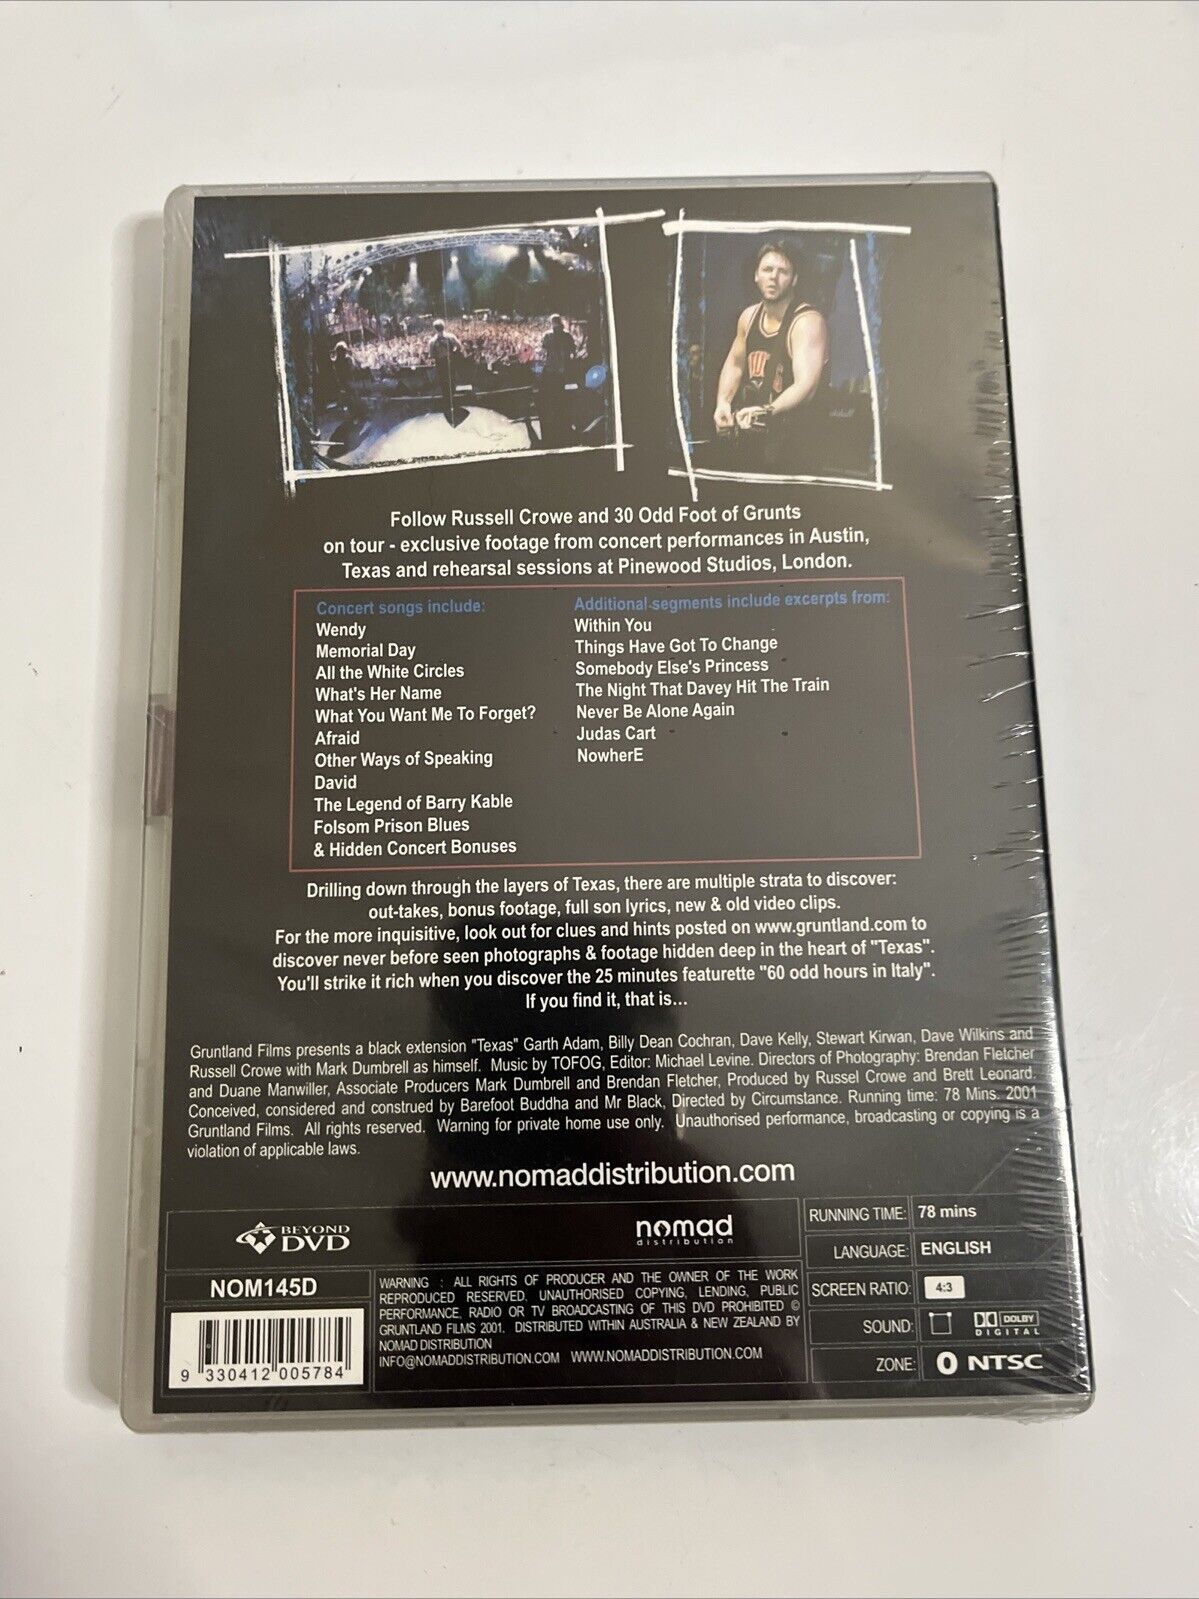 Follow Russell Crowe and 30 Odd Foot of Grunts
on tour - exclusive footage from concert performances in Austin,
Texas and rehearsal sessions at Pinewood Studios, London.
Concert songs include:
Wendy
Memorial Day
All the White Circles
What's Her Name
What You Want Me To Forget?
Afraid
Other Ways of Speaking
David
The Legend of Barry Kable
Folsom Prison Blues
& Hidden Concert Bonuses
Additional segments include excerpts from:
Within You
Things Have Got To Change
Somebody Else's Princess
The Night That Davey Hit The Train
Never Be Alone Again
Judas Cart
NowherE
Drilling down through the layers of Texas, there are multiple strata to discover:
out-takes, bonus footage, full son lyrics, new & old video clips.
For the more inquisitive, look out for clues and hints posted on www.gruntland.com to
discover never before seen photographs & footage hidden deep in the heart of "Texas".
You'll strike it rich when you discover the 25 minutes featurette "60 odd hours in Italy".
If you find it, that is...
Gruntland Films presents a black extension "Texas" Garth Adam, Billy Dean Cochran, Dave Kelly, Stewart Kirwan, Dave Wilkins and
Russell Crowe with Mark Dumbrell as himself. Music by TOFOG, Editor: Michael Levine. Directors of Photography: Brendan Fletcher
and Duane Manwiller, Associate Producers Mark Dumbrell and Brendan Fletcher, Produced by Russel Crowe and Brett Leonard.
Conceived, considered and construed by Barefoot Buddha and Mr Black, Directed by Circumstance. Running time: 78 Mins. 2001
Gruntland Films. All rights reserved. Warning for private home use only. Unauthorised performance, broadcasting or copying is a
violation of applicable laws.
www.nomaddistribution.com
BEYOND
DVD
nomad
distribution
NOM145D
9 330412 005784
WARNING : ALL RIGHTS OF PRODUCER AND THE OWNER OF THE WORK
REPRODUCED RESERVED. UNAUTHORISED COPYING, LENDING, PUBLIC
PERFORMANCE, RADIO OR TV BROADCASTING OF THIS DVD PROHIBITED ©
GRUNTLAND FILMS 2001. DISTRIBUTED WITHIN AUSTRALIA & NEW ZEALAND BY
NOMAD DISTRIBUTION
INFO@NOMADDISTRIBUTION.COM WWW.NOMADDISTRIBUTION.COM
RUNNING TIME: 78 mins
LANGUAGE: ENGLISH
SCREEN RATIO: 4:3
SOUND: DOLBY
DIGITAL
ZONE: 0 NTSC